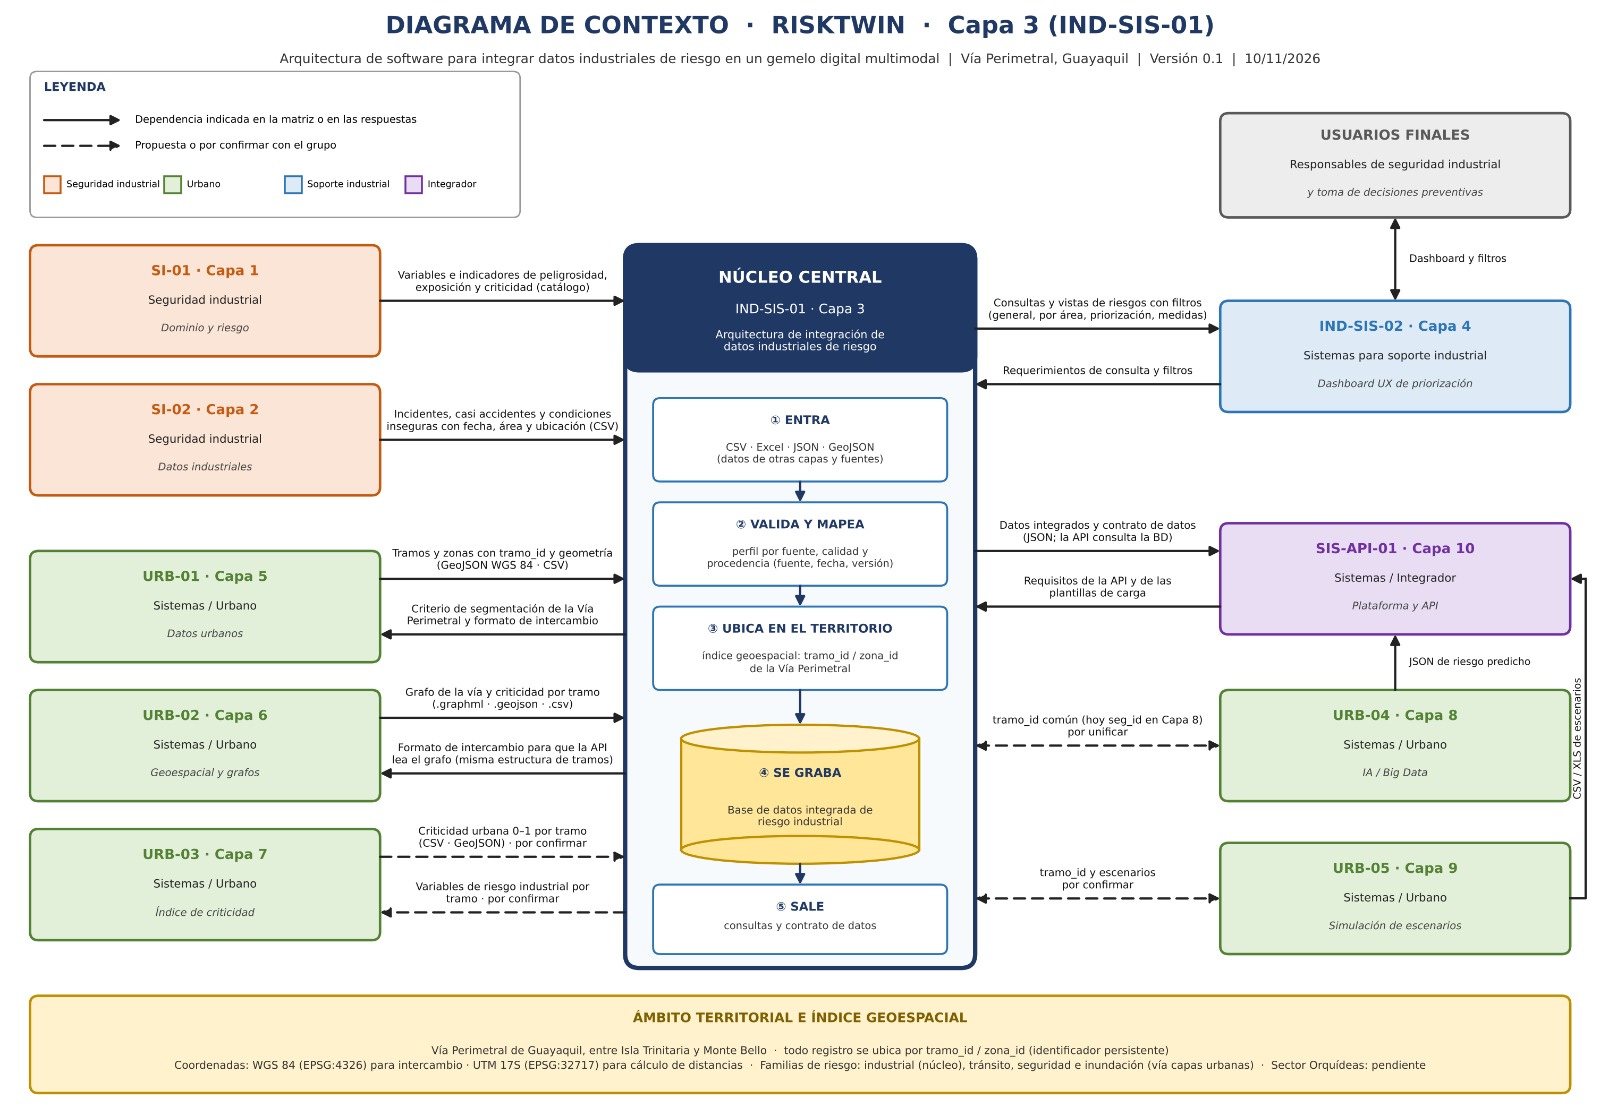 DIAGRAMA DE CONTEXTO · RISKTWIN · Capa 3 (IND-SIS-01)
Arquitectura de software para integrar datos industriales de riesgo en un gemelo digital multimodal | Vía Perimetral, Guayaquil | Versión 0.1 | 10/11/2026
LEYENDA
Dependencia indicada en la matriz o en las respuestas
Propuesta o por confirmar con el grupo
Seguridad industrial
Urbano
Soporte industrial
Integrador
SI-01 · Capa 1
Seguridad industrial
Dominio y riesgo
Variables e indicadores de peligrosidad,
exposición y criticidad (catálogo)
SI-02 · Capa 2
Seguridad industrial
Datos industriales
Incidentes, casi accidentes y condiciones
inseguras con fecha, área y ubicación (CSV)
URB-01 · Capa 5
Sistemas / Urbano
Datos urbanos
Tramos y zonas con tramo_id y geometría
(GeoJSON WGS 84 · CSV)
Criterio de segmentación de la Vía
Perimetral y formato de intercambio
URB-02 · Capa 6
Sistemas / Urbano
Geoespacial y grafos
Grafo de la vía y criticidad por tramo
(.graphml · .geojson · .csv)
Formato de intercambio para que la API
lea el grafo (misma estructura de tramos)
URB-03 · Capa 7
Sistemas / Urbano
Índice de criticidad
Criticidad urbana 0–1 por tramo
(CSV · GeoJSON) · por confirmar
Variables de riesgo industrial por
tramo · por confirmar
NÚCLEO CENTRAL
IND-SIS-01 · Capa 3
Arquitectura de integración de
datos industriales de riesgo
① ENTRA
CSV · Excel · JSON · GeoJSON
(datos de otras capas y fuentes)
② VALIDA Y MAPEA
perfil por fuente, calidad y
procedencia (fuente, fecha, versión)
③ UBICA EN EL TERRITORIO
índice geoespacial: tramo_id / zona_id
de la Vía Perimetral
④ SE GRABA
Base de datos integrada de
riesgo industrial
⑤ SALE
consultas y contrato de datos
USUARIOS FINALES
Responsables de seguridad industrial
y toma de decisiones preventivas
Dashboard y filtros
Consultas y vistas de riesgos con filtros
(general, por área, priorización, medidas)
Requerimientos de consulta y filtros
IND-SIS-02 · Capa 4
Sistemas para soporte industrial
Dashboard UX de priorización
Datos integrados y contrato de datos
(JSON; la API consulta la BD)
Requisitos de la API y de las
plantillas de carga
SIS-API-01 · Capa 10
Sistemas / Integrador
Plataforma y API
JSON de riesgo predicho
CSV / XLS de escenarios
tramo_id común (hoy seg_id en Capa 8)
por unificar
URB-04 · Capa 8
Sistemas / Urbano
IA / Big Data
tramo_id y escenarios
por confirmar
URB-05 · Capa 9
Sistemas / Urbano
Simulación de escenarios
ÁMBITO TERRITORIAL E ÍNDICE GEOESPACIAL
Vía Perimetral de Guayaquil, entre Isla Trinitaria y Monte Bello · todo registro se ubica por tramo_id / zona_id (identificador persistente)
Coordenadas: WGS 84 (EPSG:4326) para intercambio · UTM 17S (EPSG:32717) para cálculo de distancias · Familias de riesgo: industrial (núcleo), tránsito, seguridad e inundación (vía capas urbanas) · Sector Orquídeas: pendiente